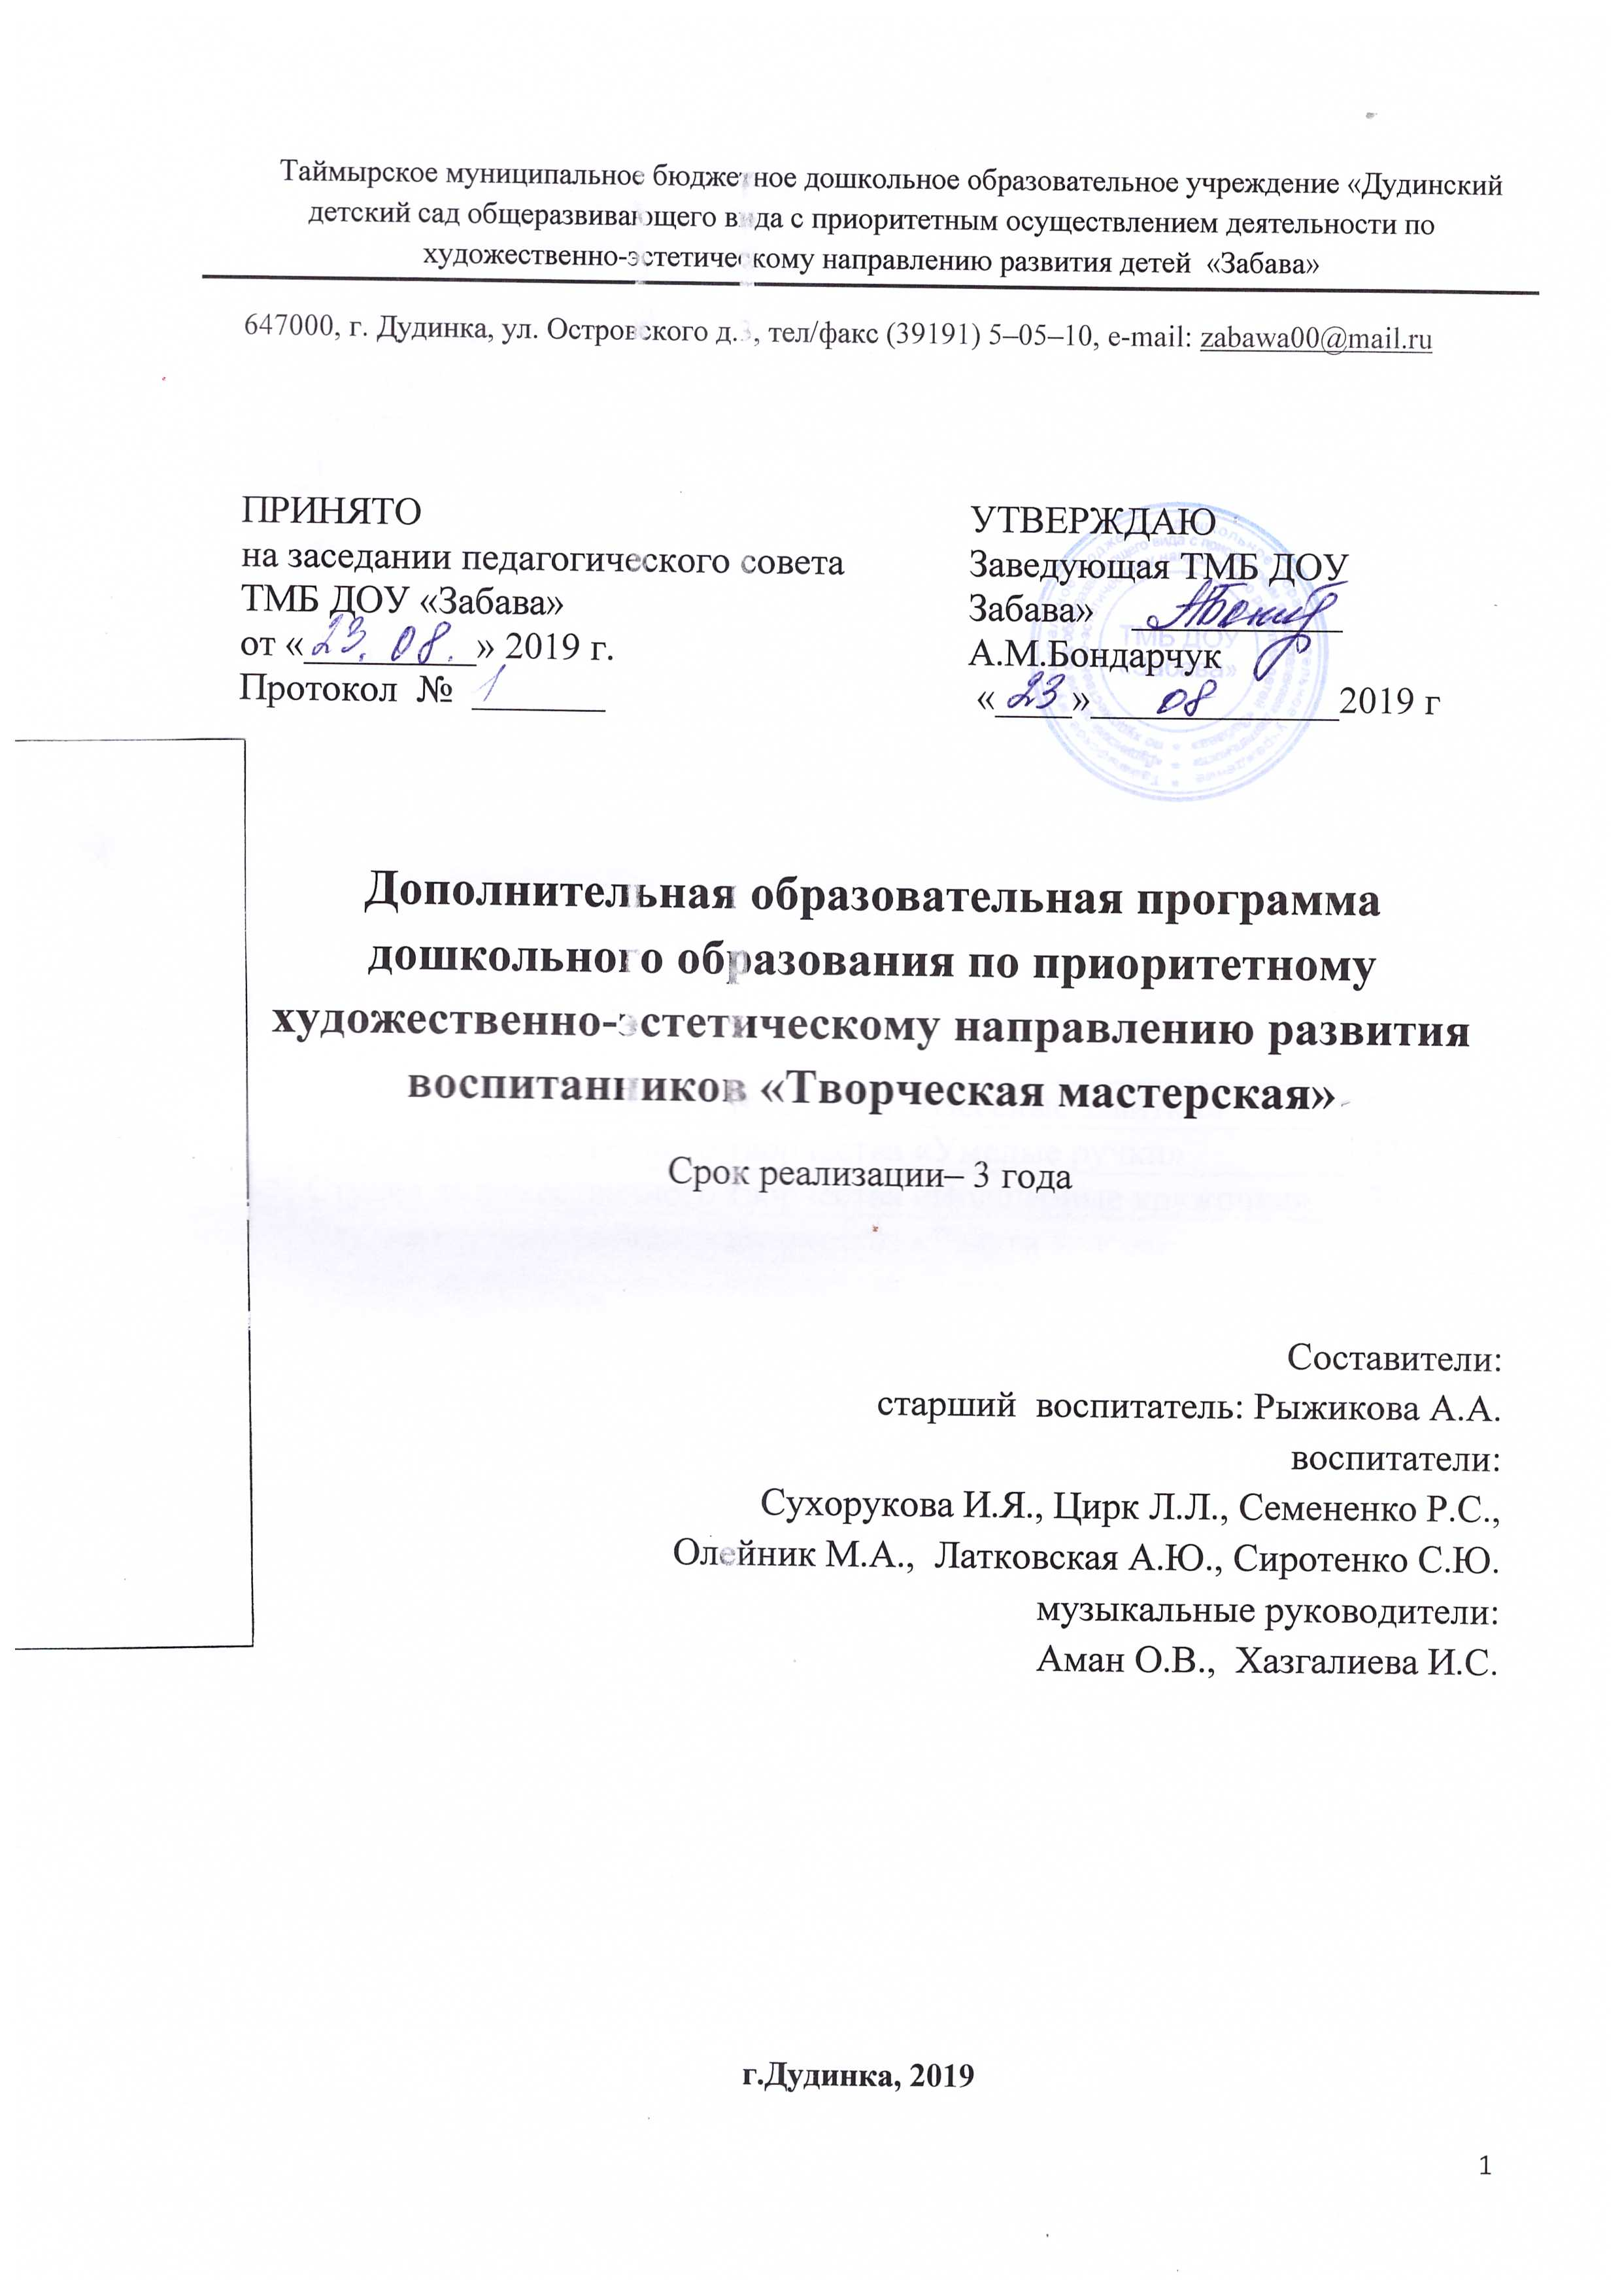 Таймырское муниципальное бюджетное дошкольное образовательное учреждение «Дудинский
детский сад общеразвивающего вида с приоритетным осуществлением деятельности по
художественно-эстетическому направлению развития детей «Забава»
647000, г. Дудинка, ул. Островского д.3, тел/факс (39191) 5–05–10, e-mail: zabawa00@mail.ru
ПРИНЯТО
на заседании педагогического совета
ТМБ ДОУ «Забава»
от «23. 08.» 2019 г.
Протокол № 1
УТВЕРЖДАЮ
Заведующая ТМБ ДОУ
Забава»
А.М.Бондарчук
«23» 08 2019 г
ТМБ ДОУ
«Забава»
Дополнительная образовательная программа
дошкольного образования по приоритетному
художественно-эстетическому направлению развития
воспитанников «Творческая мастерская»
Срок реализации– 3 года
Составители:
старший воспитатель: Рыжикова А.А.
воспитатели:
Сухорукова И.Я., Цирк Л.Л., Семененко Р.С.,
Олейник М.А., Латковская А.Ю., Сиротенко С.Ю.
музыкальные руководители:
Аман О.В., Хазгалиева И.С.
г.Дудинка, 2019
1